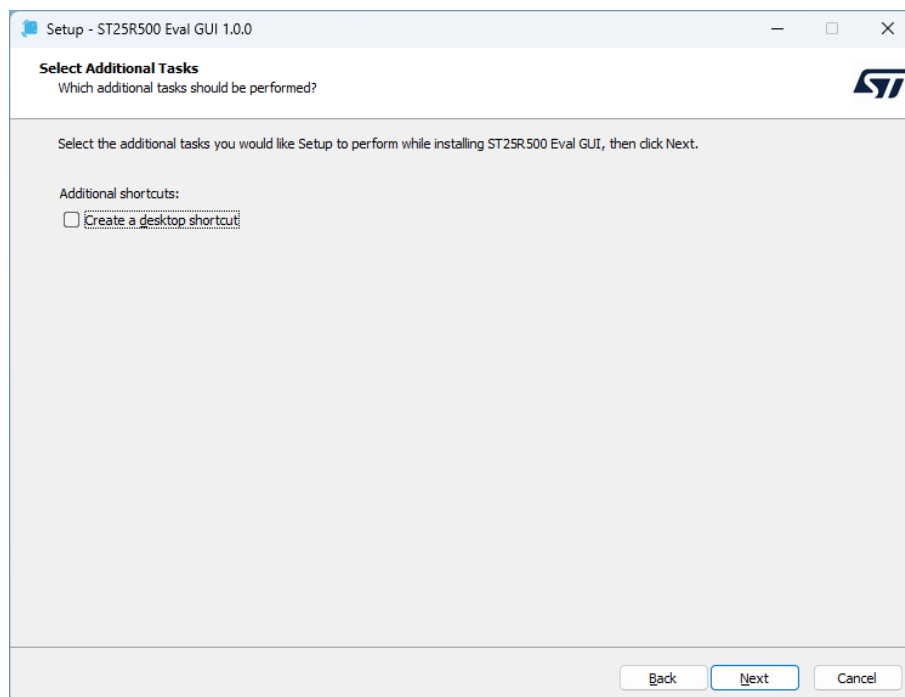 Setup - ST25R500 Eval GUI 1.0.0
Select Additional Tasks
Which additional tasks should be performed?
ST
Select the additional tasks you would like Setup to perform while installing ST25R500 Eval GUI, then click Next.
Additional shortcuts:
Create a desktop shortcut
Back
Next
Cancel